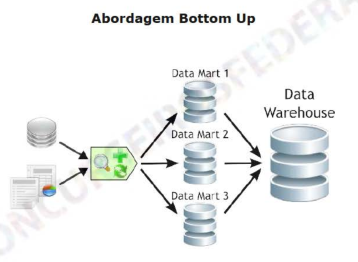 Abordagem Bottom Up
Data Mart 1
Data Mart 2
Data Mart 3
Data
Warehouse